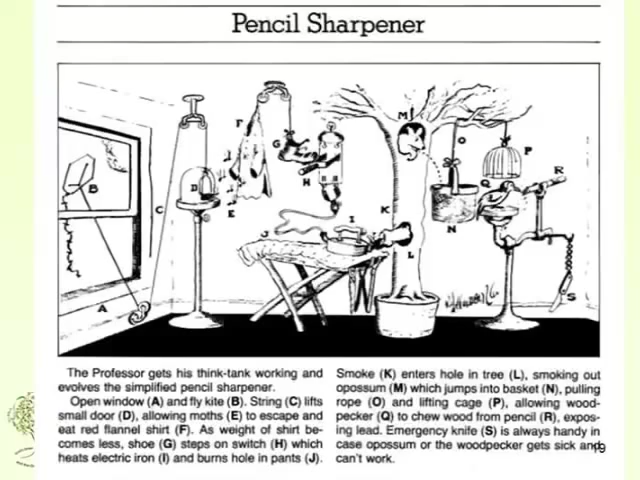 Pencil Sharpener
M
F
O
G
P
H
R
B
D
Q
C
E
K
I
N
J
L
S
A
The Professor gets his think-tank working and
evolves the simplified pencil sharpener.
Open window (A) and fly kite (B). String (C) lifts
small door (D), allowing moths (E) to escape and
eat red flannel shirt (F). As weight of shirt be-
comes less, shoe (G) steps on switch (H) which
heats electric iron (I) and burns hole in pants (J).
Smoke (K) enters hole in tree (L), smoking out
opossum (M) which jumps into basket (N), pulling
rope (O) and lifting cage (P), allowing wood-
pecker (Q) to chew wood from pencil (R), expos-
ing lead. Emergency knife (S) is always handy in
case opossum or the woodpecker gets sick and
can't work.
19